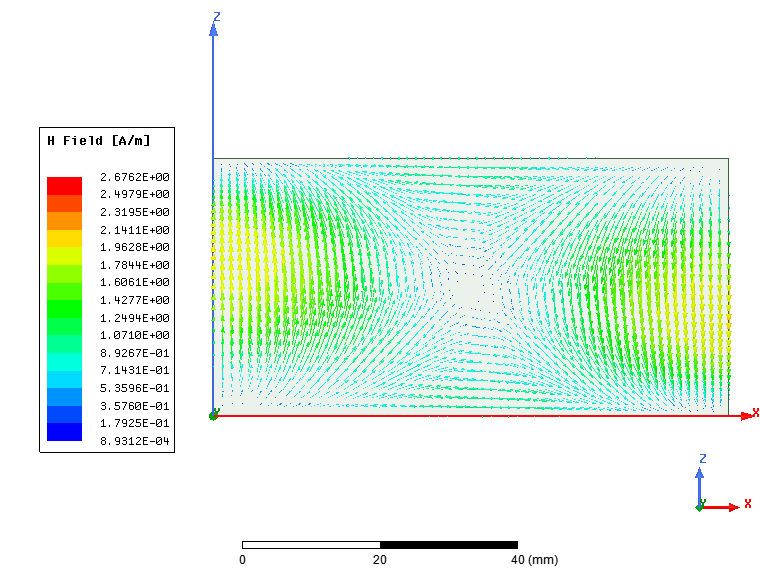 Z
H Field [A/m]
2.6762E+00
2.4979E+00
2.3195E+00
2.1411E+00
1.9628E+00
1.7844E+00
1.6061E+00
1.4277E+00
1.2494E+00
1.0710E+00
8.9267E-01
7.1431E-01
5.3596E-01
3.5760E-01
1.7925E-01
8.9312E-04
Y
X
Z
Y
X
0 20 40 (mm)